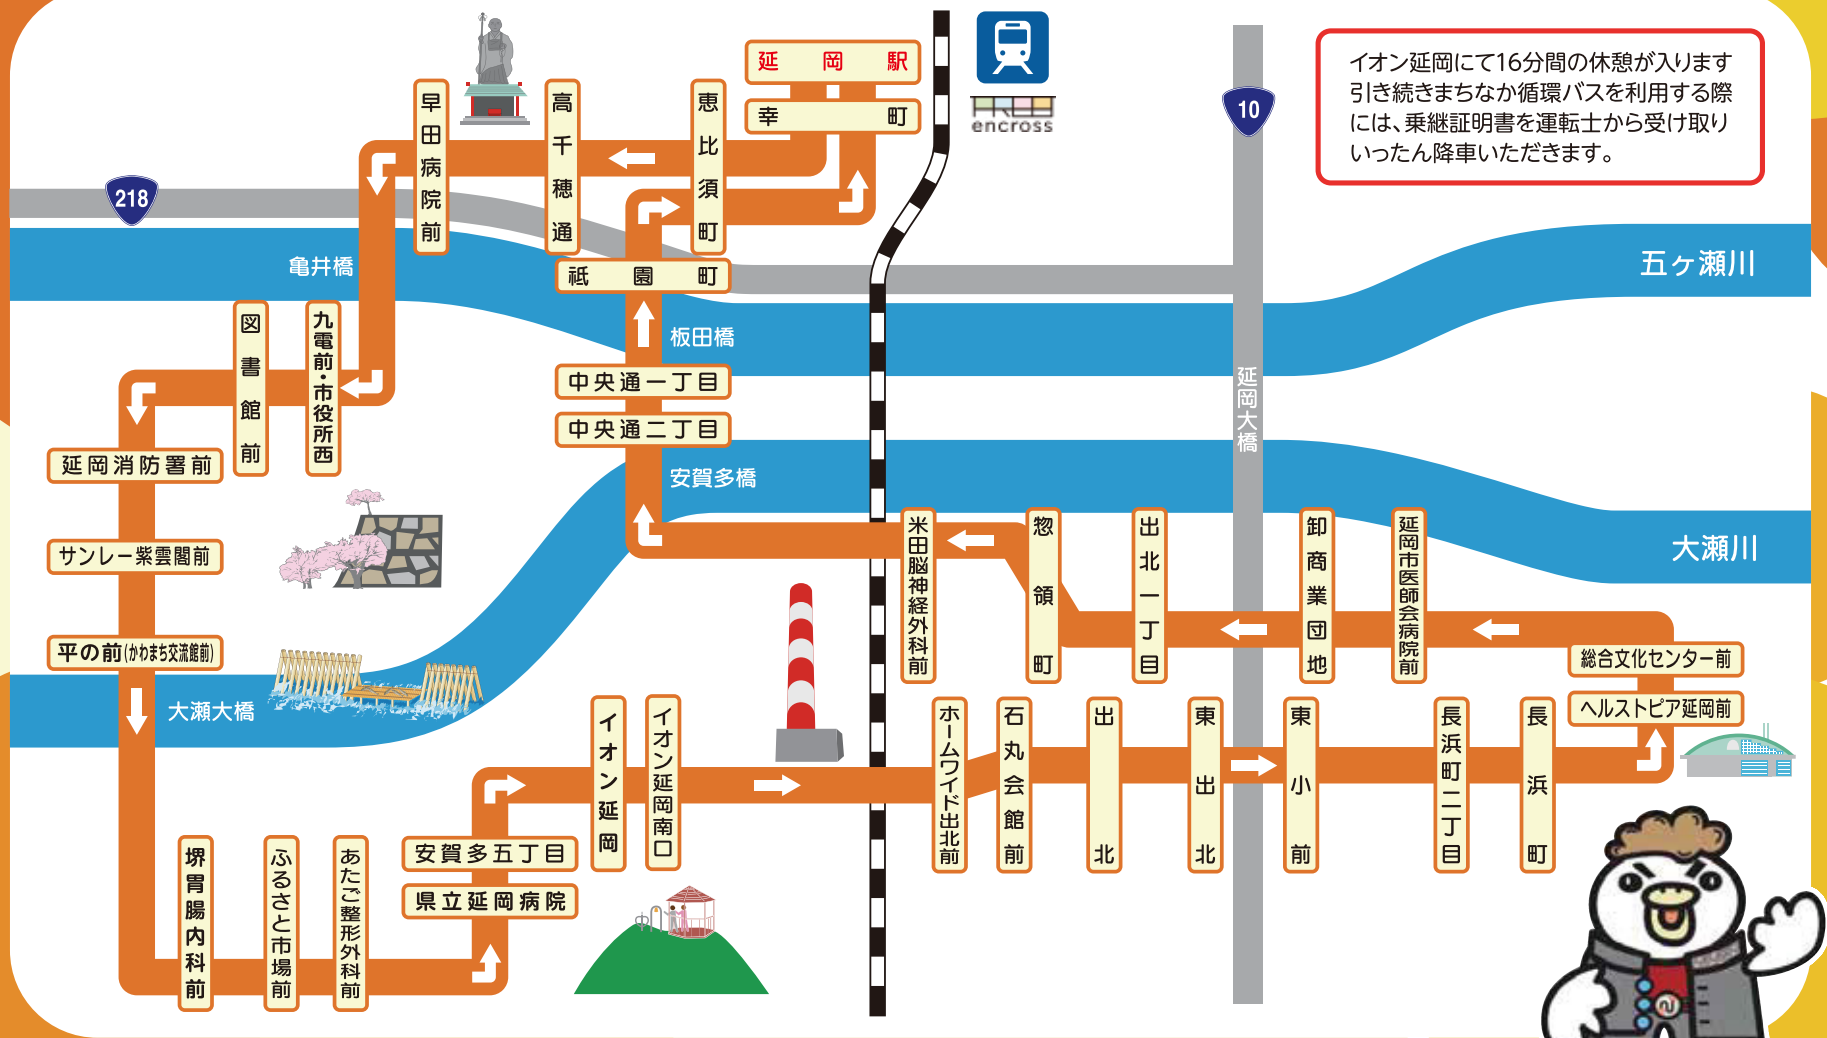 イオン延岡にて16分間の休憩が入ります
引き続きまちなか循環バスを利用する際
には、乗継証明書を運転士から受け取り
いったん降車いただきます。
延岡駅
幸町
encross
10
218
恵比須町
高千穂通
早田病院前
祇園町
亀井橋
五ヶ瀬川
板田橋
九電前・市役所西
図書館前
中央通一丁目
中央通二丁目
延岡大橋
延岡消防署前
安賀多橋
サンレー紫雲閣前
大瀬川
米田脳神経外科前
惣領町
出北一丁目
卸商業団地
延岡市医師会病院前
平の前(かわまち交流館前)
総合文化センター前
ヘルストピア延岡前
大瀬大橋
イオン延岡
イオン延岡南口
ホームワイド出北前
石丸会館前
出北
東出北
東小前
長浜町二丁目
長浜町
堺胃腸内科前
ふるさと市場前
あたご整形外科前
安賀多五丁目
県立延岡病院